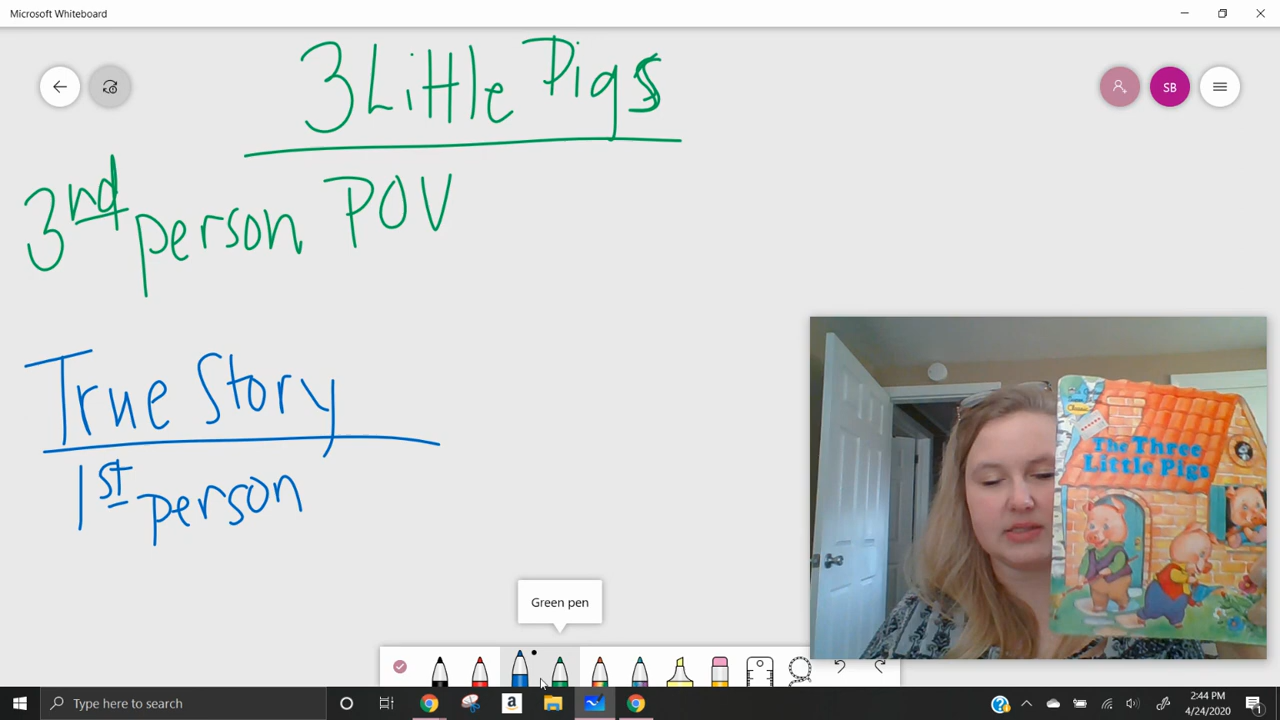 Microsoft Whiteboard
3 Little Pigs
SB
3rd person POV
True Story
1st person
The Three
Little Pigs
Green pen
Type here to search
2:44 PM
4/24/2020